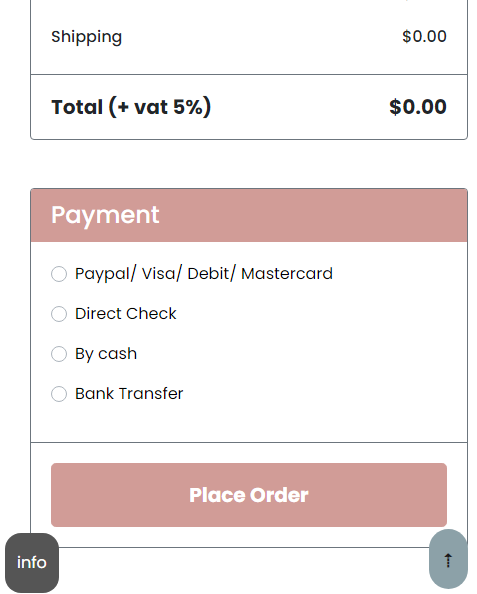 Shipping $0.00
Total (+ vat 5%) $0.00
Payment
Paypal/ Visa/ Debit/ Mastercard
Direct Check
By cash
Bank Transfer
Place Order
info